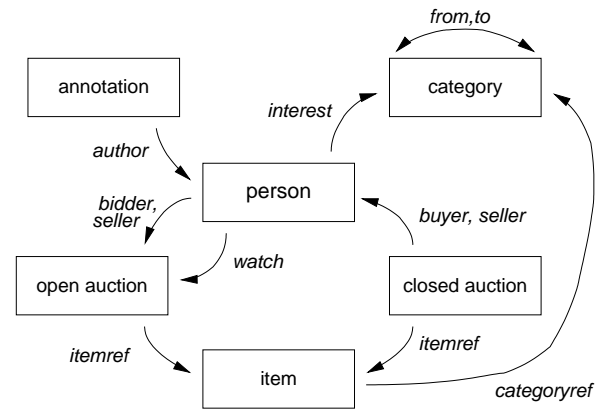 from,to
annotation
category
interest
author
person
bidder,
seller
buyer, seller
watch
open auction
closed auction
itemref
itemref
item
categoryref